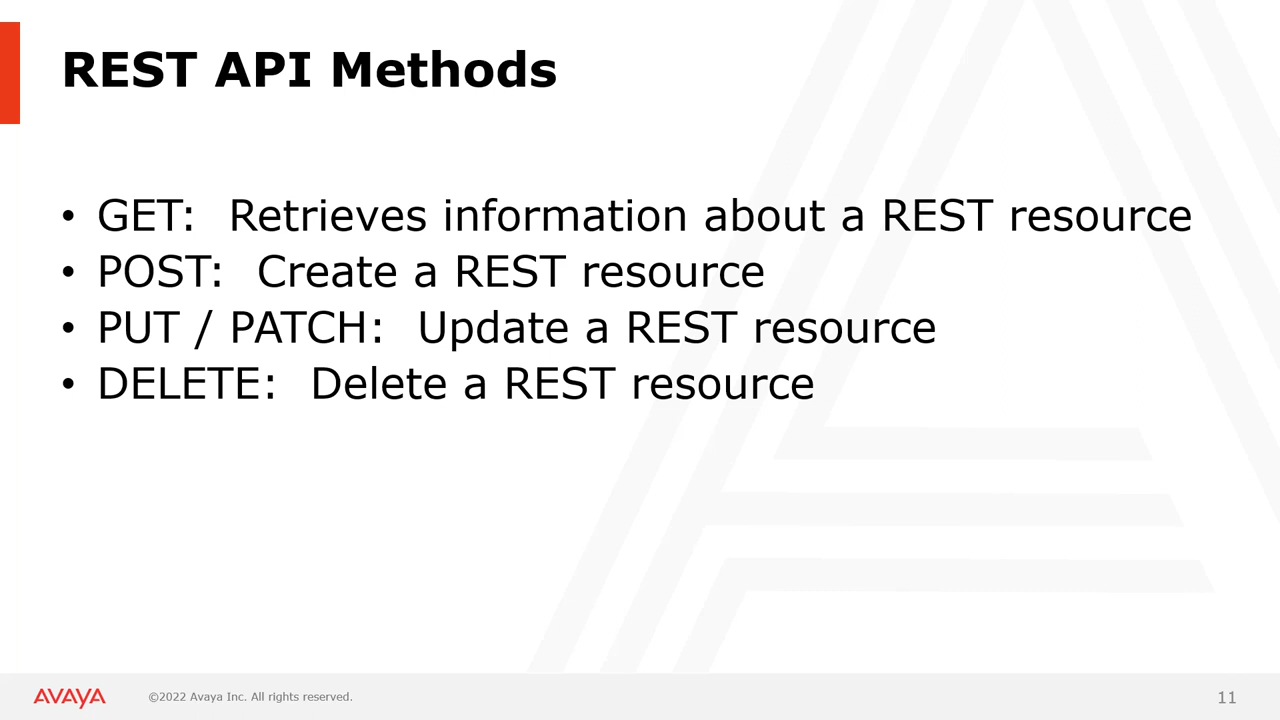 REST API Methods
• GET:  Retrieves information about a REST resource
• POST:  Create a REST resource
• PUT / PATCH:  Update a REST resource
• DELETE:  Delete a REST resource
AVAYA
©2022 Avaya Inc. All rights reserved.
11